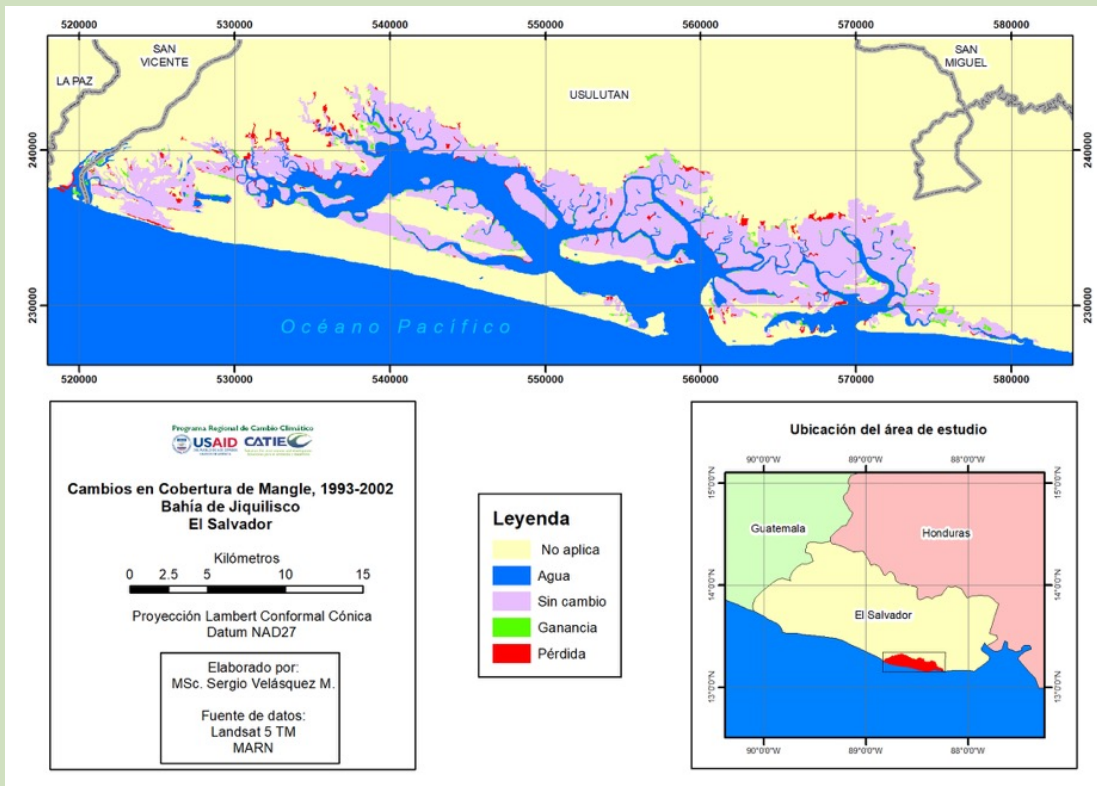 520000 530000 540000 550000 560000 570000 580000
SAN
VICENTE
LA PAZ
USULUTAN
SAN
MIGUEL
240000 240000
230000 230000
Océano Pacífico
520000 530000 540000 550000 560000 570000 580000
Programa Regional de Cambio Climático
USAID CATIE
Cambios en Cobertura de Mangle, 1993-2002
Bahía de Jiquilisco
El Salvador
Kilómetros
0 2.5 5 10 15
Proyección Lambert Conformal Cónica
Datum NAD27
Elaborado por:
MSc. Sergio Velásquez M.
Fuente de datos:
Landsat 5 TM
MARN
Leyenda
No aplica
Agua
Sin cambio
Ganancia
Pérdida
Ubicación del área de estudio
90°0'0"W 89°0'0"W 88°0'0"W
15°0'0"N 15°0'0"N
Guatemala
Honduras
14°0'0"N 14°0'0"N
El Salvador
13°0'0"N 13°0'0"N
90°0'0"W 89°0'0"W 88°0'0"W